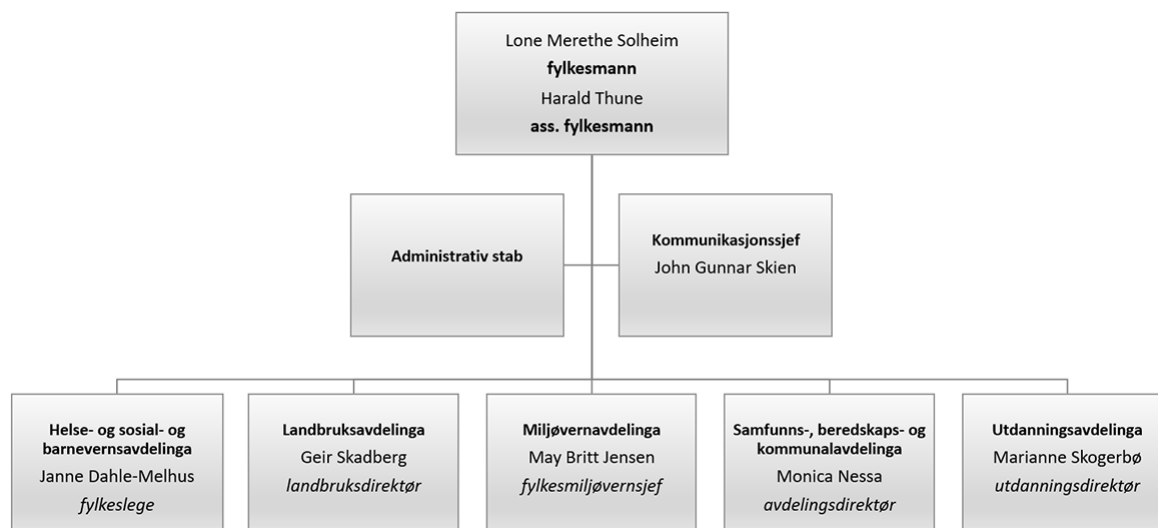 Lone Merethe Solheim
fylkesmann
Harald Thune
ass. fylkesmann
Administrativ stab
Kommunikasjonssjef
John Gunnar Skien
Helse- og sosial- og
barnevernsavdelinga
Janne Dahle-Melhus
fylkeslege
Landbruksavdelinga
Geir Skadberg
landbruksdirektør
Miljøvernavdelinga
May Britt Jensen
fylkesmiljøvernsjef
Samfunns-, beredskaps- og
kommunalavdelinga
Monica Nessa
avdelingsdirektør
Utdanningsavdelinga
Marianne Skogerbø
utdanningsdirektør